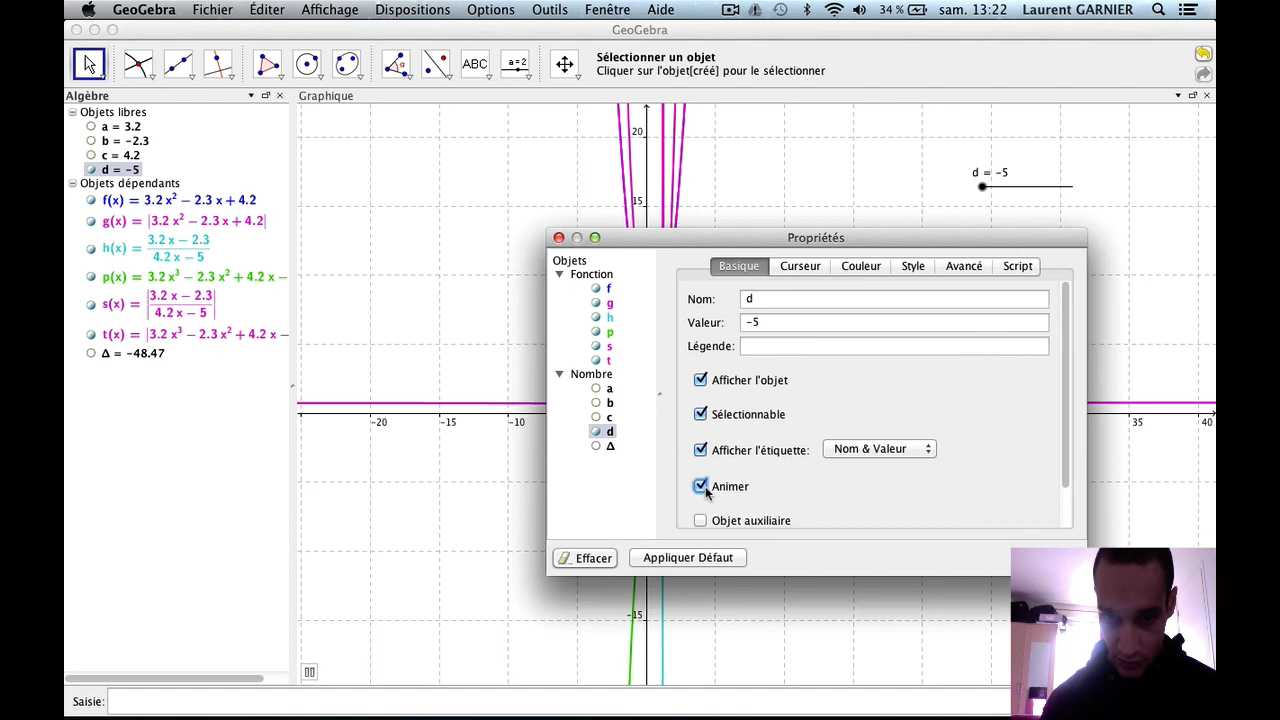 GeoGebra Fichier Éditer Affichage Dispositions Options Outils Fenêtre Aide 34 % sam. 13:22 Laurent GARNIER
GeoGebra
ABC
a=2
Sélectionner un objet
Cliquer sur l'objet[créé] pour le sélectionner
Algèbre
Graphique
Objets libres
a = 3.2
b = −2.3
c = 4.2
d = −5
Objets dépendants
f(x) = 3.2 x² − 2.3 x + 4.2
g(x) = |3.2 x² − 2.3 x + 4.2|
h(x) = (3.2 x − 2.3) / (4.2 x − 5)
p(x) = 3.2 x³ − 2.3 x² + 4.2 x −
s(x) = |(3.2 x − 2.3) / (4.2 x − 5)|
t(x) = |3.2 x³ − 2.3 x² + 4.2 x −
Δ = −48.47
20
15
d = −5
−20
−15
−10
35
40
−15
Propriétés
Objets
Fonction
f
g
h
p
s
t
Nombre
a
b
c
d
Δ
Basique Curseur Couleur Style Avancé Script
Nom: d
Valeur: −5
Légende:
Afficher l'objet
Sélectionnable
Afficher l'étiquette: Nom & Valeur
Animer
Objet auxiliaire
Effacer
Appliquer Défaut
Saisie: